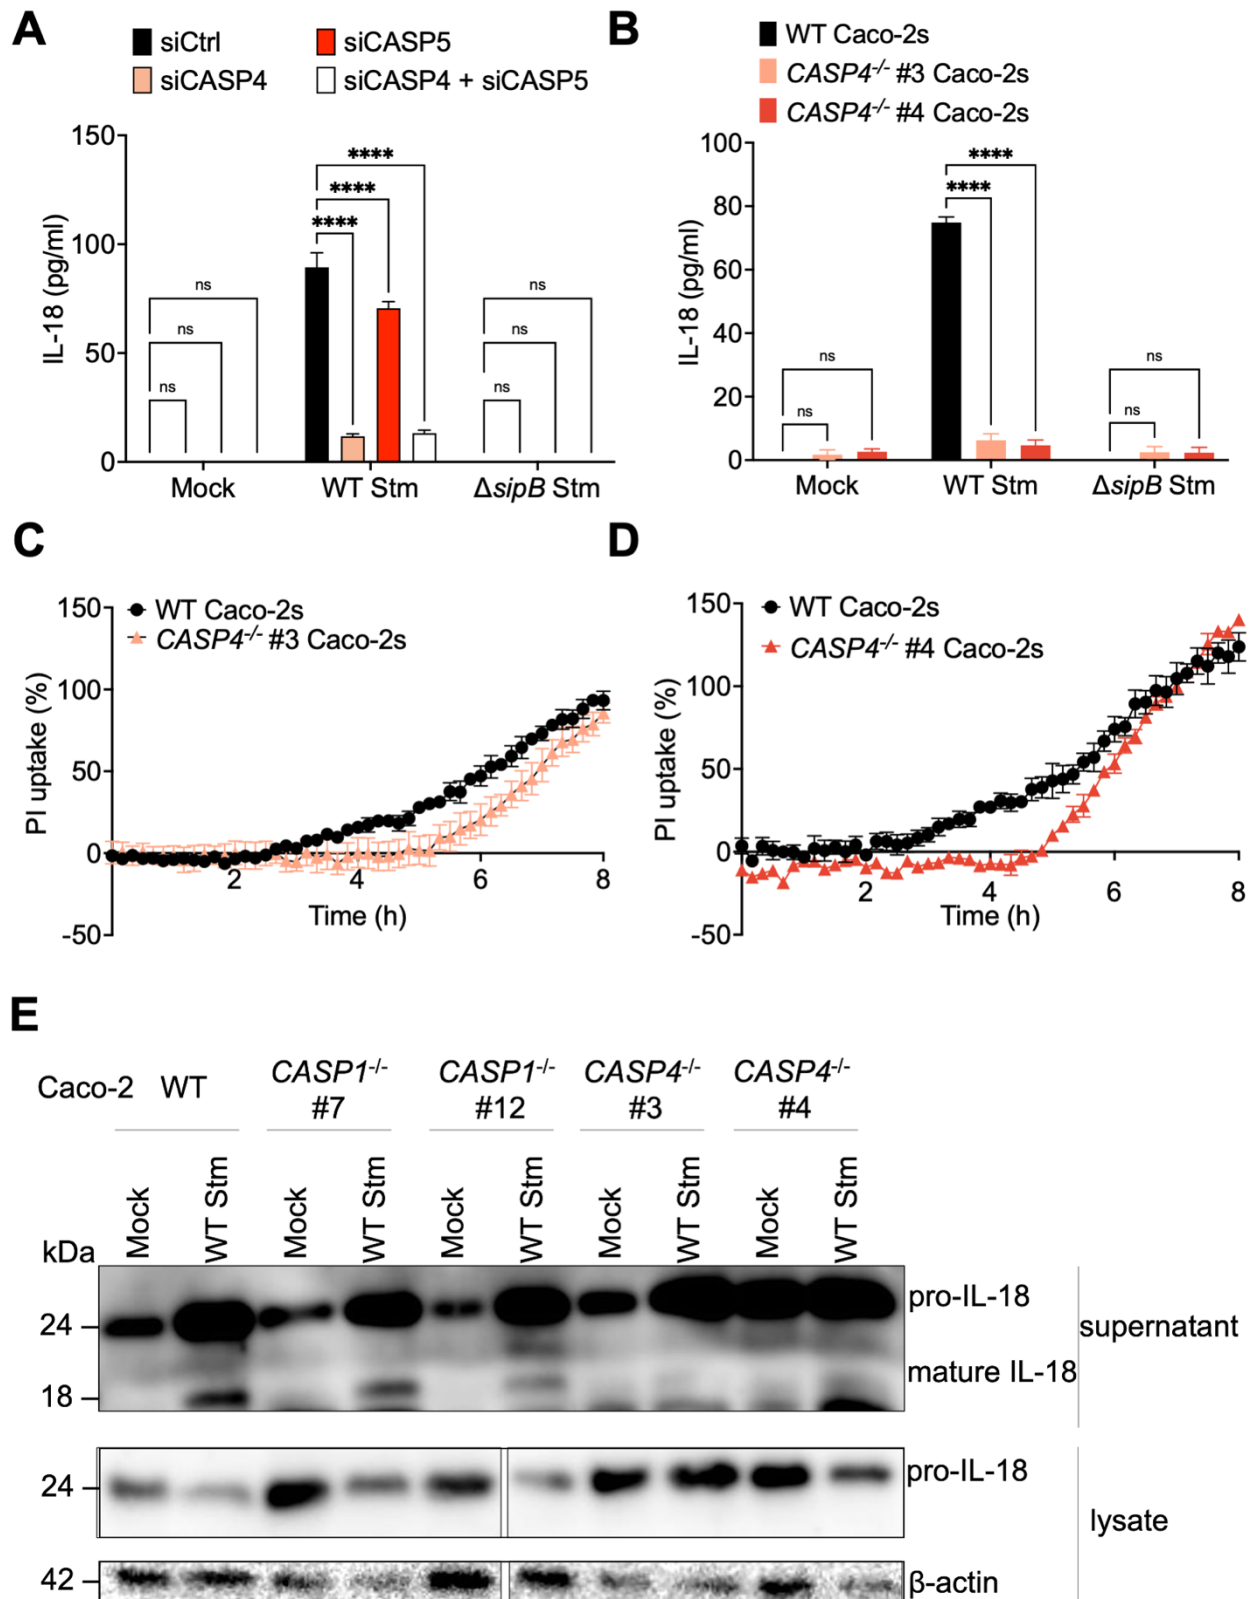 A
siCtrl
siCASP5
siCASP4
siCASP4 + siCASP5
150
100
50
0
IL-18 (pg/ml)
ns
ns
ns
****
****
****
ns
ns
ns
Mock
WT Stm
ΔsipB Stm
B
WT Caco-2s
CASP4-/- #3 Caco-2s
CASP4-/- #4 Caco-2s
100
80
60
40
20
0
IL-18 (pg/ml)
ns
ns
****
****
ns
ns
Mock
WT Stm
ΔsipB Stm
C
WT Caco-2s
CASP4-/- #3 Caco-2s
150
100
50
0
-50
PI uptake (%)
2
4
6
8
Time (h)
D
WT Caco-2s
CASP4-/- #4 Caco-2s
150
100
50
0
-50
PI uptake (%)
2
4
6
8
Time (h)
E
Caco-2 WT CASP1-/- #7 CASP1-/- #12 CASP4-/- #3 CASP4-/- #4
Mock WT Stm Mock WT Stm Mock WT Stm Mock WT Stm Mock WT Stm
kDa
pro-IL-18
24
supernatant
mature IL-18
18
pro-IL-18
24
lysate
42
β-actin